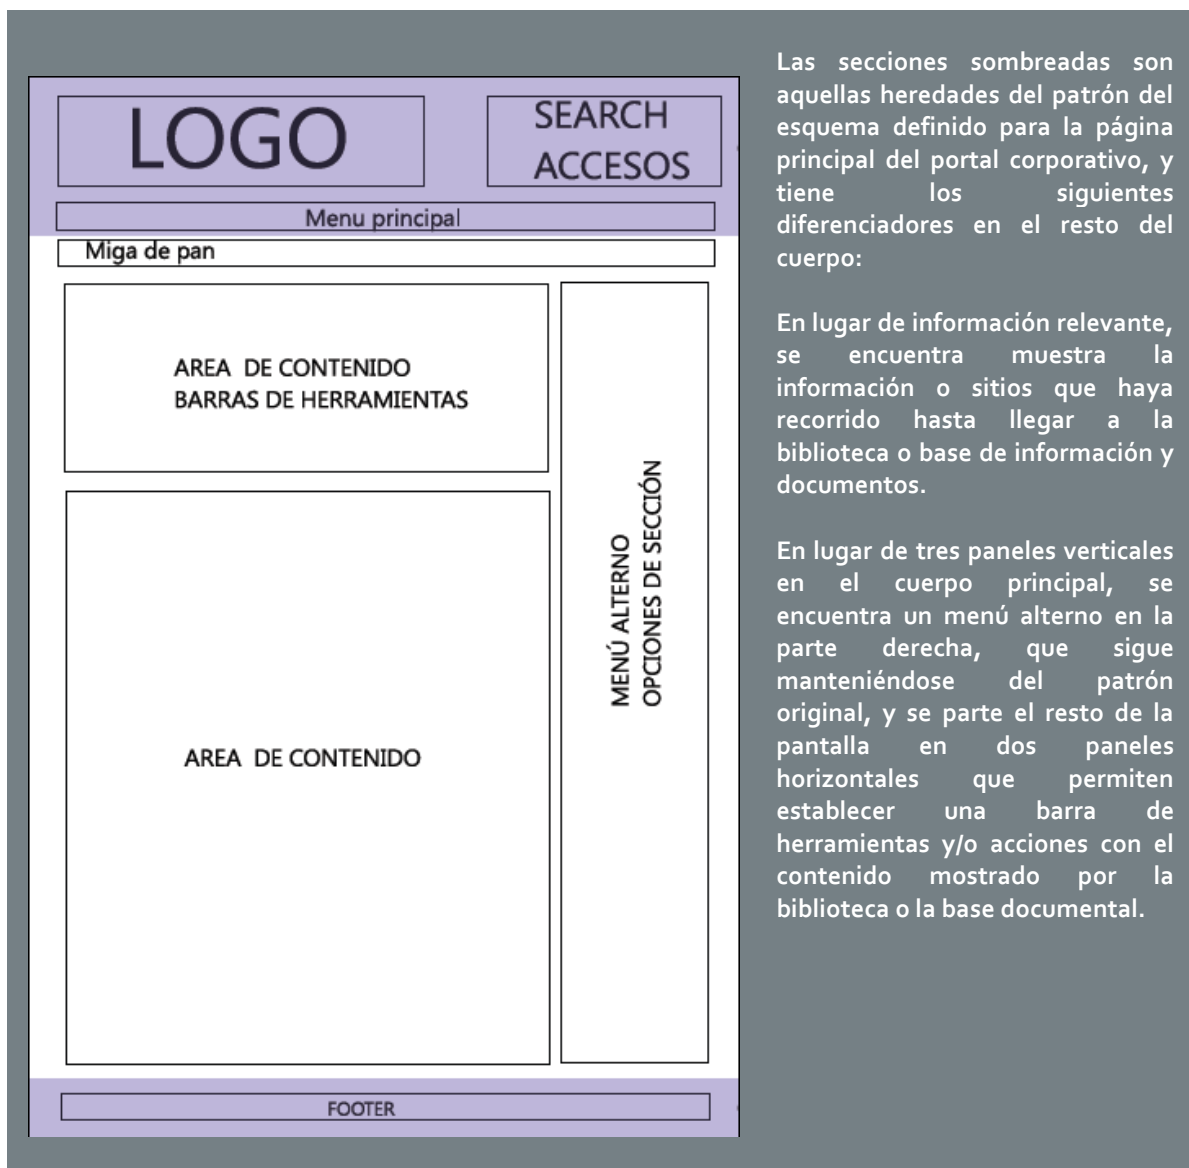 LOGO
SEARCH
ACCESOS
Menu principal
Miga de pan
AREA DE CONTENIDO
BARRAS DE HERRAMIENTAS
MENÚ ALTERNO
OPCIONES DE SECCIÓN
AREA DE CONTENIDO
FOOTER
Las secciones sombreadas son
aquellas heredades del patrón del
esquema definido para la página
principal del portal corporativo, y
tiene los siguientes
diferenciadores en el resto del
cuerpo:
En lugar de información relevante,
se encuentra muestra la
información o sitios que haya
recorrido hasta llegar a la
biblioteca o base de información y
documentos.
En lugar de tres paneles verticales
en el cuerpo principal, se
encuentra un menú alterno en la
parte derecha, que sigue
manteniéndose del patrón
original, y se parte el resto de la
pantalla en dos paneles
horizontales que permiten
establecer una barra de
herramientas y/o acciones con el
contenido mostrado por la
biblioteca o la base documental.